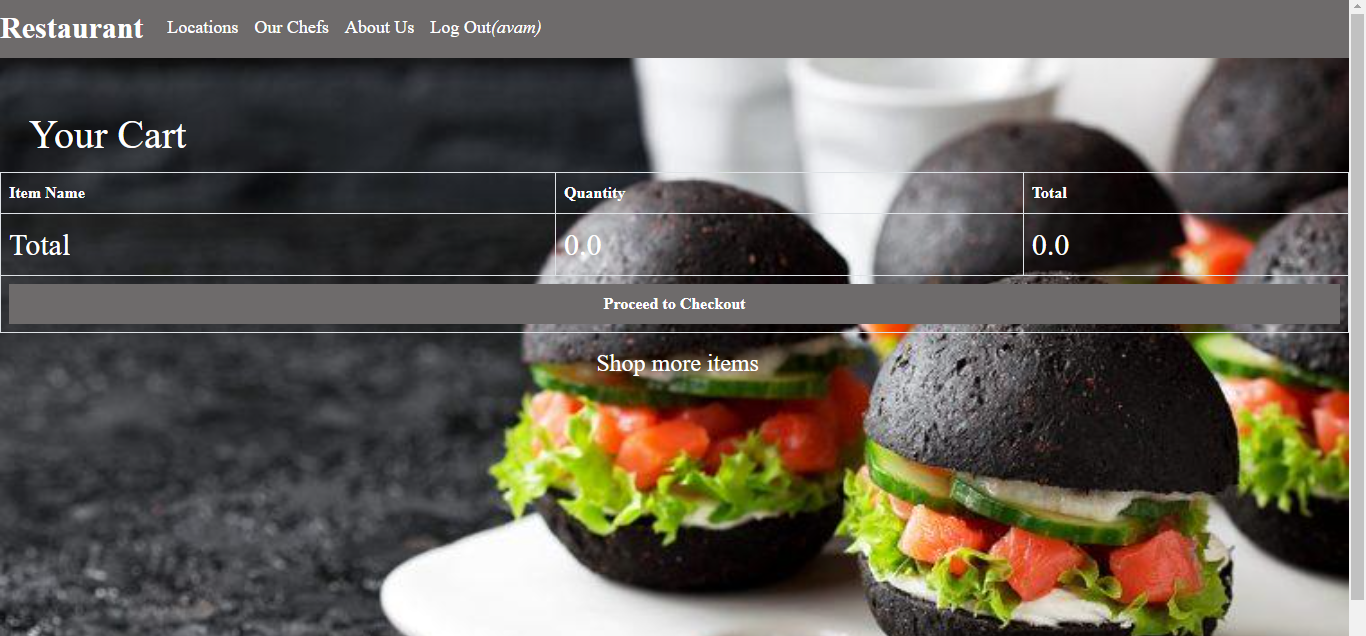 Restaurant Locations Our Chefs About Us Log Out(avam)
Your Cart
Item Name Quantity Total
Total 0.0 0.0
Proceed to Checkout
Shop more items